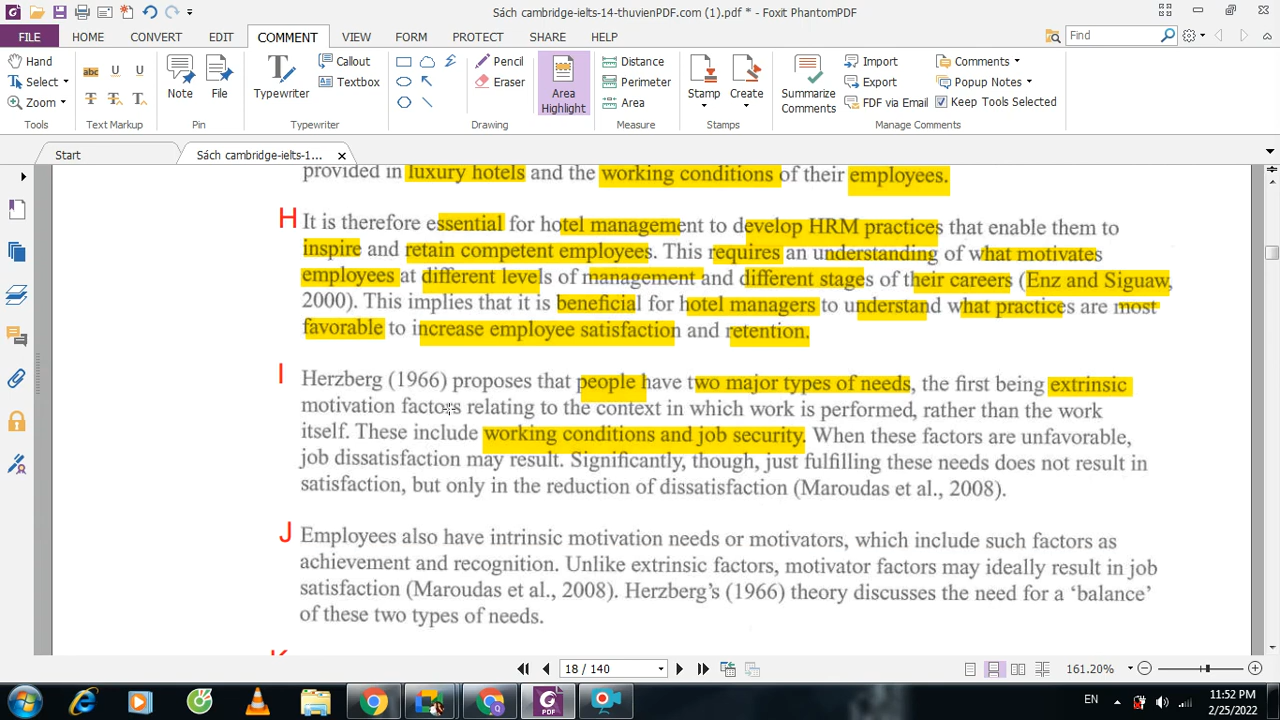 Sách cambridge-ielts-14-thuvienPDF.com (1).pdf * - Foxit PhantomPDF
FILE HOME CONVERT EDIT COMMENT VIEW FORM PROTECT SHARE HELP Find
Hand Select Zoom Tools
abc U U T T T Text Markup
Note File Pin
Typewriter Callout Textbox Typewriter
Pencil Eraser Area Highlight Drawing
Distance Perimeter Area Measure
Stamp Create Stamps
Summarize Comments Import Export FDF via Email Comments Popup Notes Keep Tools Selected Manage Comments
Start Sách cambridge-ielts-1...
provided in luxury hotels and the working conditions of their employees.
H It is therefore essential for hotel management to develop HRM practices that enable them to
inspire and retain competent employees. This requires an understanding of what motivates
employees at different levels of management and different stages of their careers (Enz and Siguaw,
2000). This implies that it is beneficial for hotel managers to understand what practices are most
favorable to increase employee satisfaction and retention.
I Herzberg (1966) proposes that people have two major types of needs, the first being extrinsic
motivation factors relating to the context in which work is performed, rather than the work
itself. These include working conditions and job security. When these factors are unfavorable,
job dissatisfaction may result. Significantly, though, just fulfilling these needs does not result in
satisfaction, but only in the reduction of dissatisfaction (Maroudas et al., 2008).
J Employees also have intrinsic motivation needs or motivators, which include such factors as
achievement and recognition. Unlike extrinsic factors, motivator factors may ideally result in job
satisfaction (Maroudas et al., 2008). Herzberg's (1966) theory discusses the need for a ‘balance’
of these two types of needs.
K
18 / 140 161.20%
EN 11:52 PM
2/25/2022